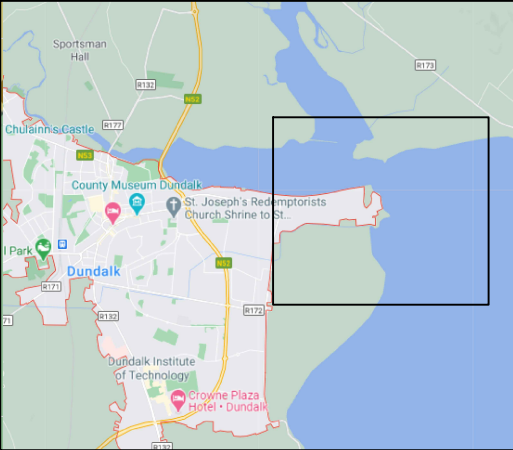 Sportsman
Hall
R173
R132
N52
R177
Chulainn's Castle
N53
County Museum Dundalk
St. Joseph's Redemptorists
Church Shrine to St...
l Park
Dundalk
N52
R171
R172
R132
71
Dundalk Institute
of Technology
Crowne Plaza
Hotel • Dundalk
R132